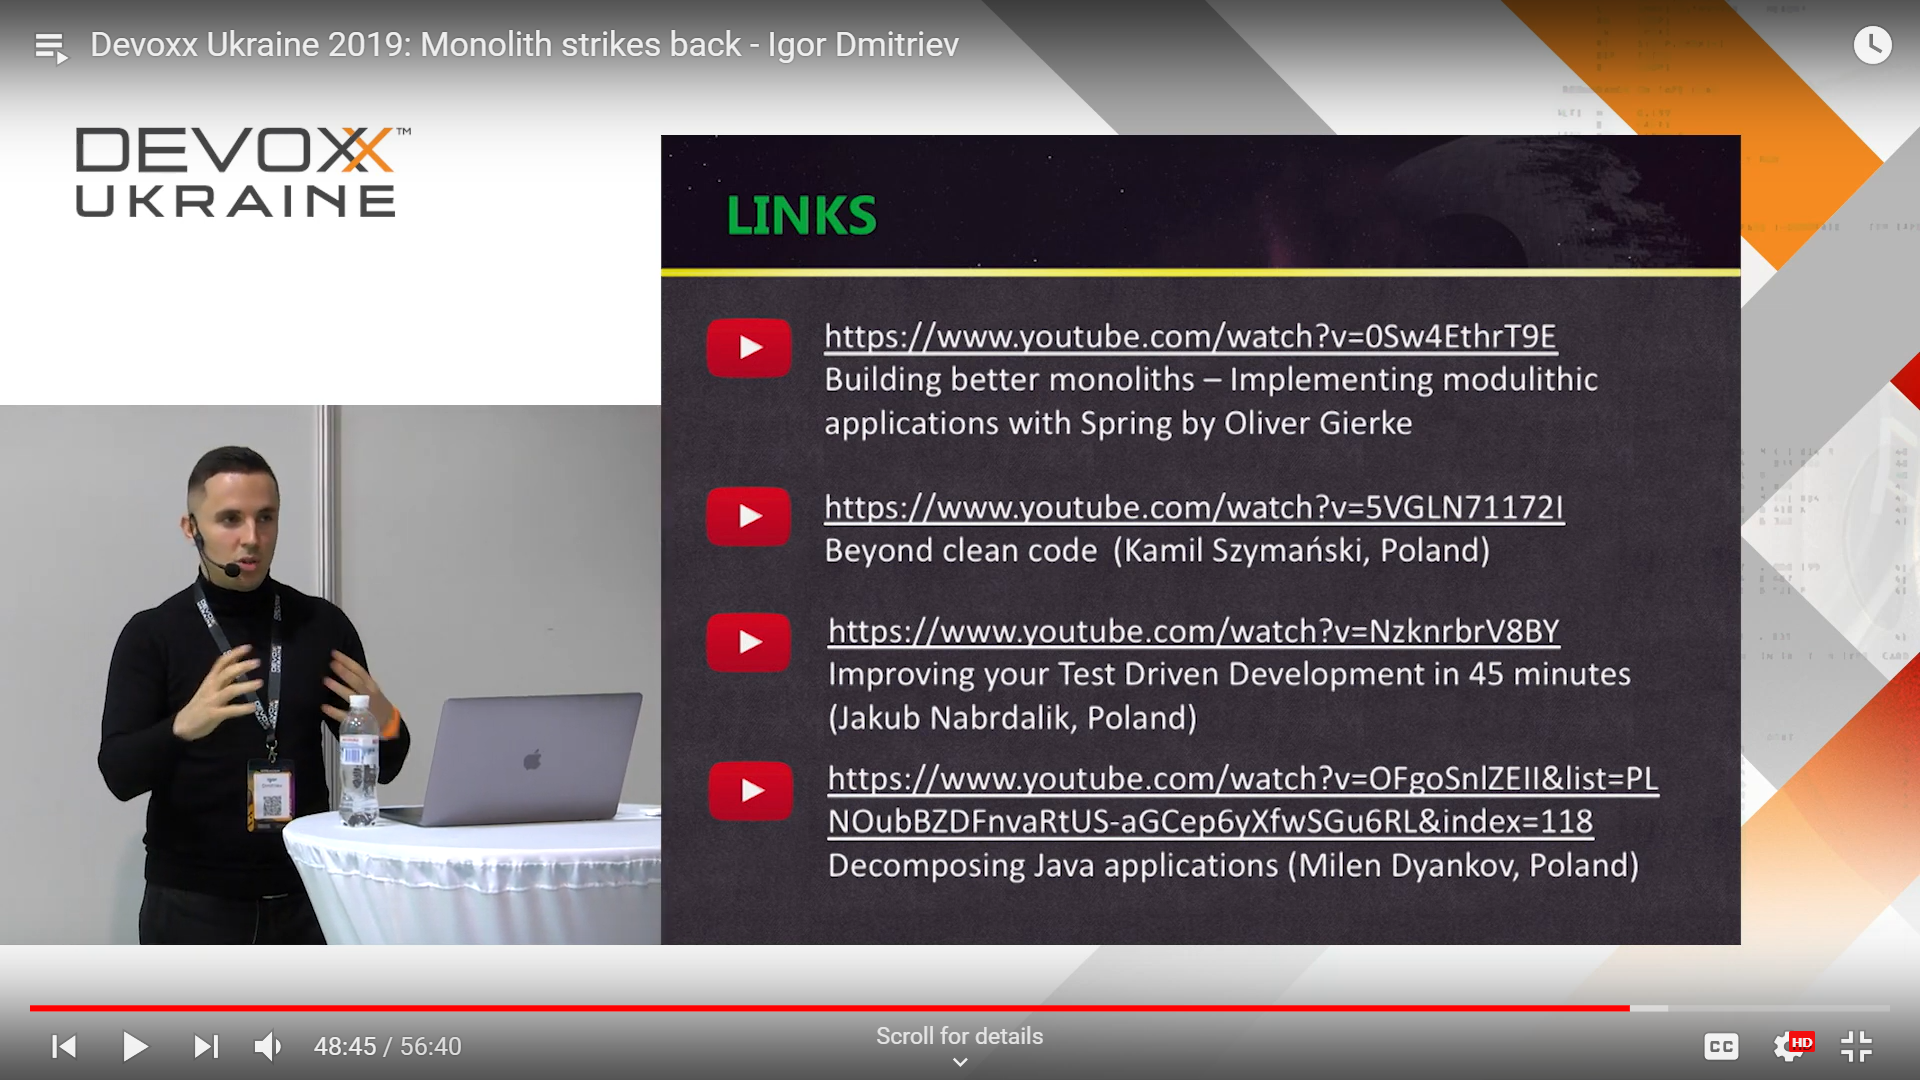 Devoxx Ukraine 2019: Monolith strikes back - Igor Dmitriev
DEVOXX™
UKRAINE
LINKS
https://www.youtube.com/watch?v=0Sw4EthrT9E
Building better monoliths – Implementing modulithic
applications with Spring by Oliver Gierke
https://www.youtube.com/watch?v=5VGLN71172I
Beyond clean code (Kamil Szymański, Poland)
https://www.youtube.com/watch?v=NzknrbrV8BY
Improving your Test Driven Development in 45 minutes
(Jakub Nabrdalik, Poland)
https://www.youtube.com/watch?v=OFgoSnlZEII&list=PL
NOubBZDFnvaRtUS-aGCep6yXfwSGu6RL&index=118
Decomposing Java applications (Milen Dyankov, Poland)
48:45 / 56:40
Scroll for details
CC
HD